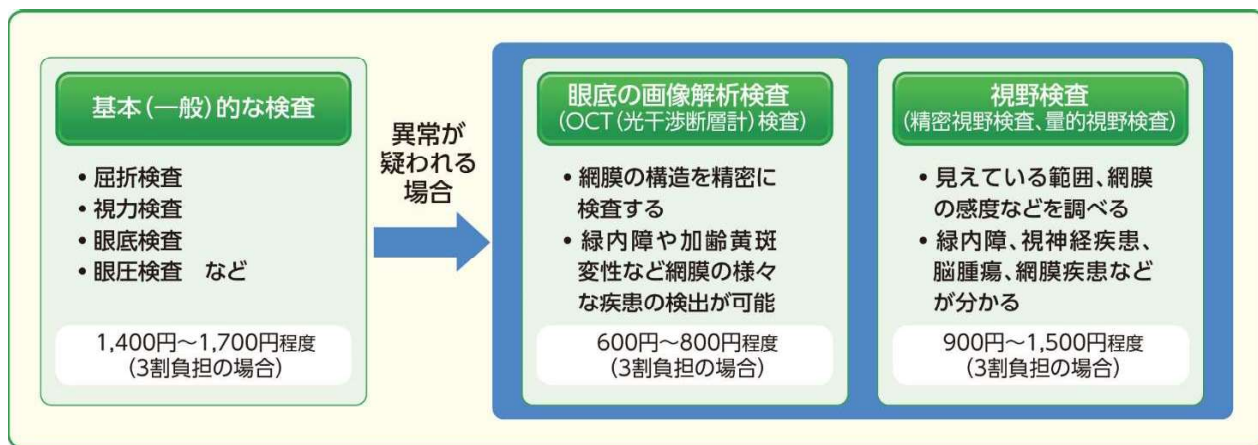 基本(一般)的な検査
・屈折検査
・視力検査
・眼底検査
・眼圧検査　など
1,400円～1,700円程度
(3割負担の場合)
異常が
疑われる
場合
眼底の画像解析検査
(OCT(光干渉断層計)検査)
・網膜の構造を精密に
検査する
・緑内障や加齢黄斑
変性など網膜の様々
な疾患の検出が可能
600円～800円程度
(3割負担の場合)
視野検査
(精密視野検査、量的視野検査)
・見えている範囲、網膜
の感度などを調べる
・緑内障、視神経疾患、
脳腫瘍、網膜疾患など
が分かる
900円～1,500円程度
(3割負担の場合)